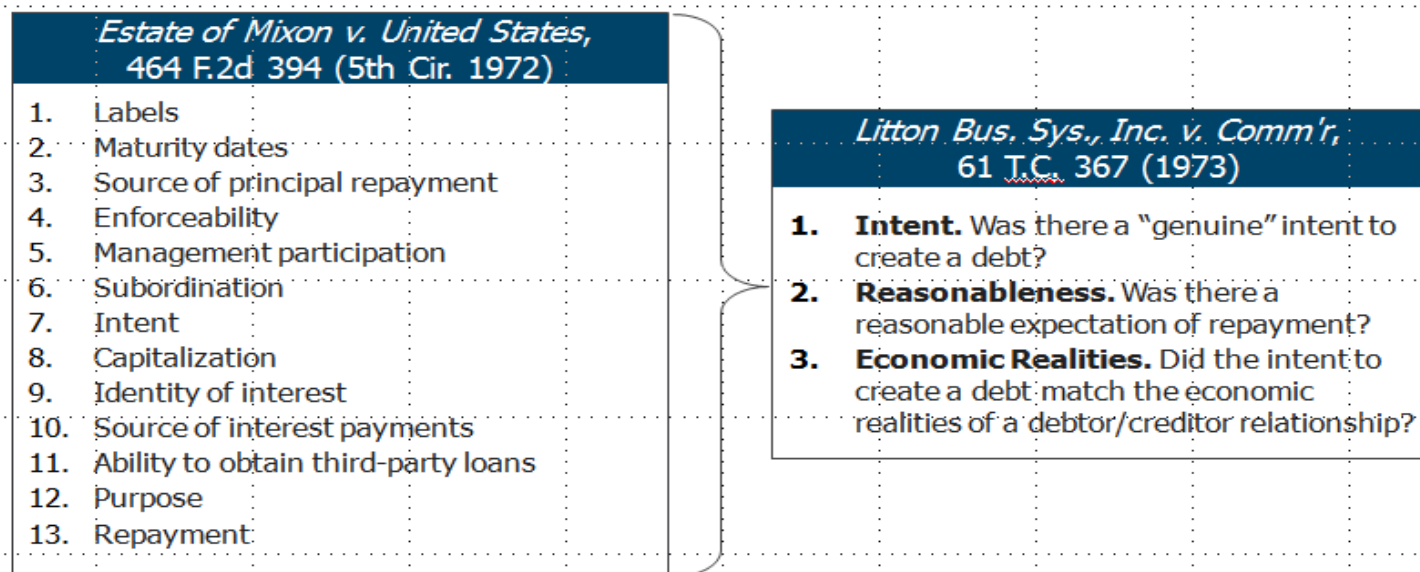 Estate of Mixon v. United States,
464 F.2d 394 (5th Cir. 1972)
1. Labels
2. Maturity dates
3. Source of principal repayment
4. Enforceability
5. Management participation
6. Subordination
7. Intent
8. Capitalization
9. Identity of interest
10. Source of interest payments
11. Ability to obtain third-party loans
12. Purpose
13. Repayment
Litton Bus. Sys., Inc. v. Comm'r,
61 T.C. 367 (1973)
1. Intent. Was there a “genuine” intent to
create a debt?
2. Reasonableness. Was there a
reasonable expectation of repayment?
3. Economic Realities. Did the intent to
create a debt match the economic
realities of a debtor/creditor relationship?